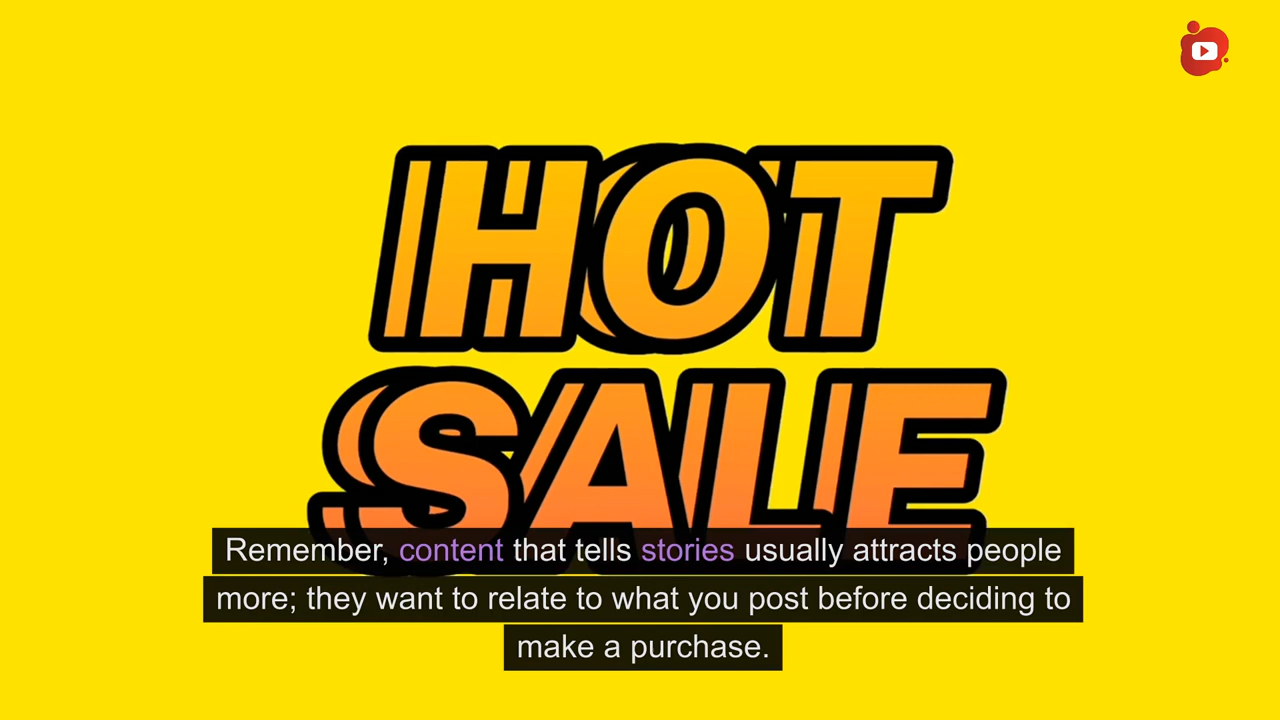 HOT
SALE
Remember, content that tells stories usually attracts people
more; they want to relate to what you post before deciding to
make a purchase.